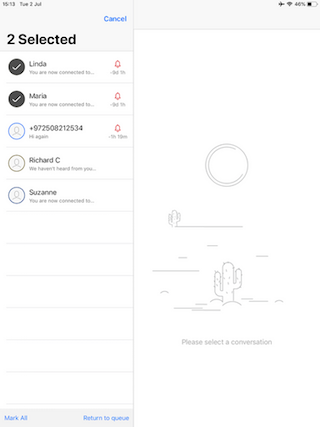 15:13 Tue 2 Jul 46%
Cancel
2 Selected
Linda
You are now connected to... -5d 1h
Maria
You are now connected to... -5d 1h
+972508212534
Hi again -1h 19m
Richard C
We haven't heard from you...
Suzanne
You are now connected to...
Please select a conversation
Mark All Return to queue